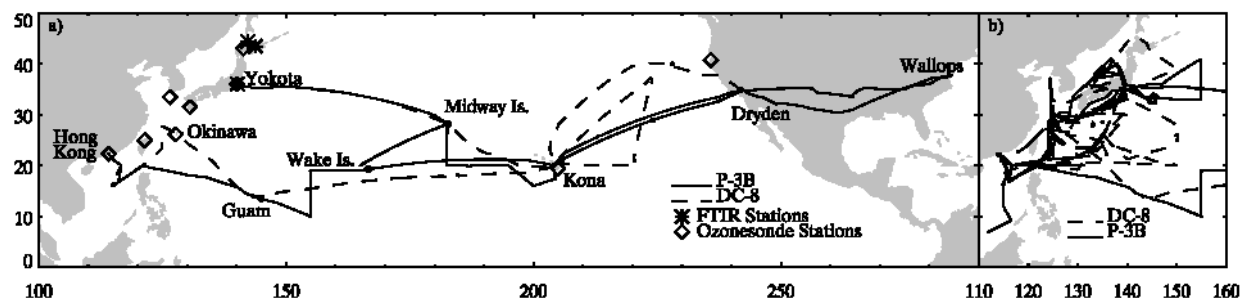 50
a)
b)
40
Yokota
Wallops
30
Midway Is.
Dryden
Hong
Kong
Okinawa
20
Wake Is.
Kona
Guam
10
P-3B
DC-8
FTIR Stations
Ozonesonde Stations
DC-8
P-3B
0
100
150
200
250
110 120 130 140 150 160